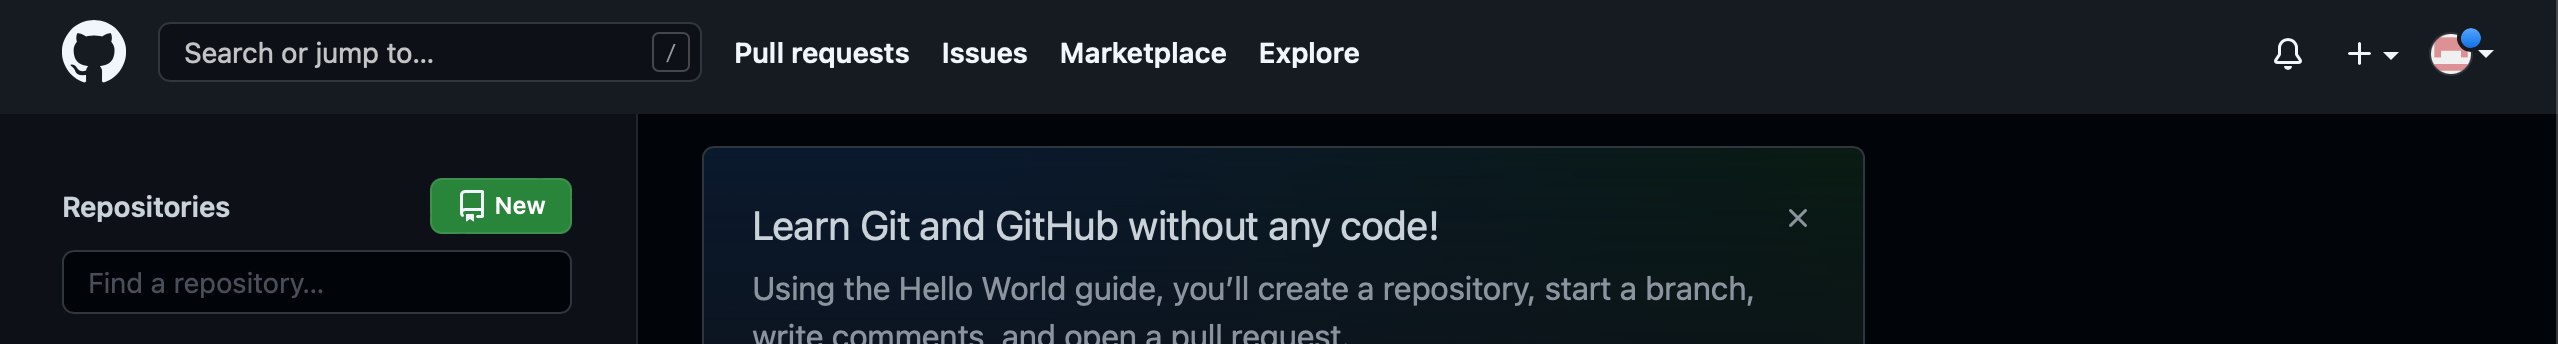 Search or jump to... /
Pull requests Issues Marketplace Explore
Repositories New
Find a repository...
Learn Git and GitHub without any code!
Using the Hello World guide, you’ll create a repository, start a branch,
write comments, and open a pull request.